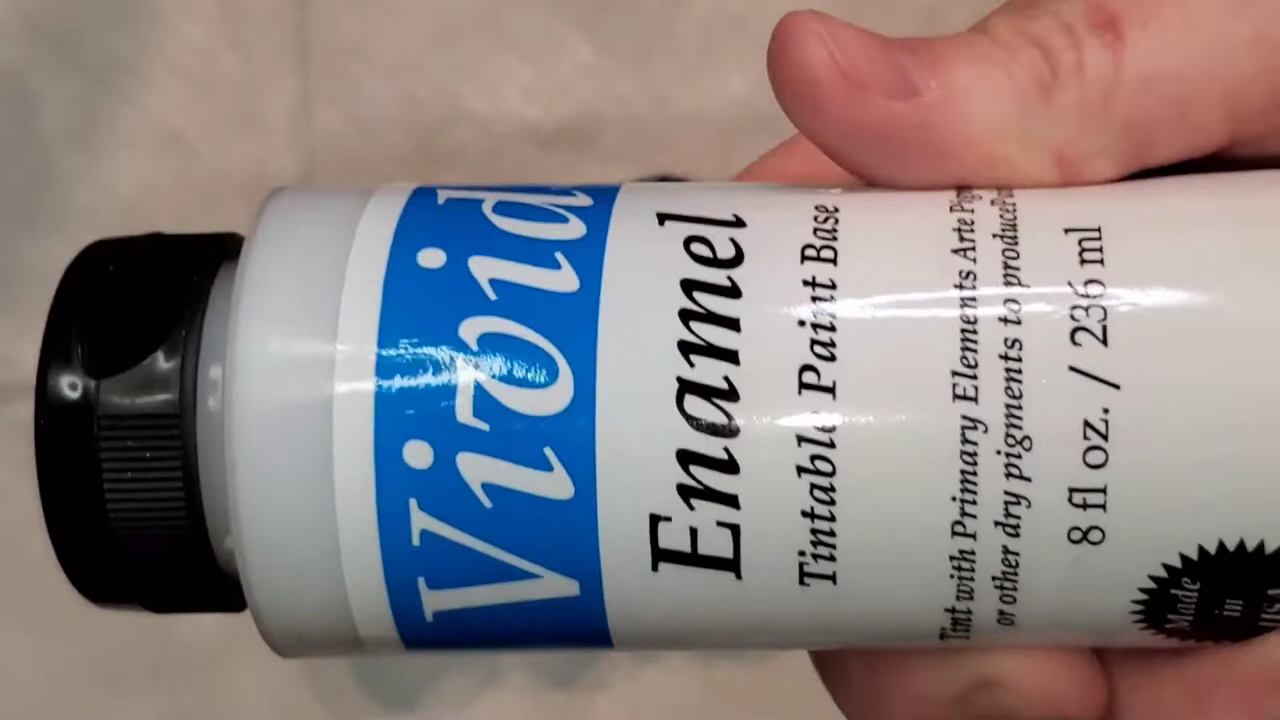 Vivid
Enamel
Tintable Paint Base
Tint with Primary Elements Arte
or other dry pigments to produce
8 fl oz. / 236 ml
Made
in
USA